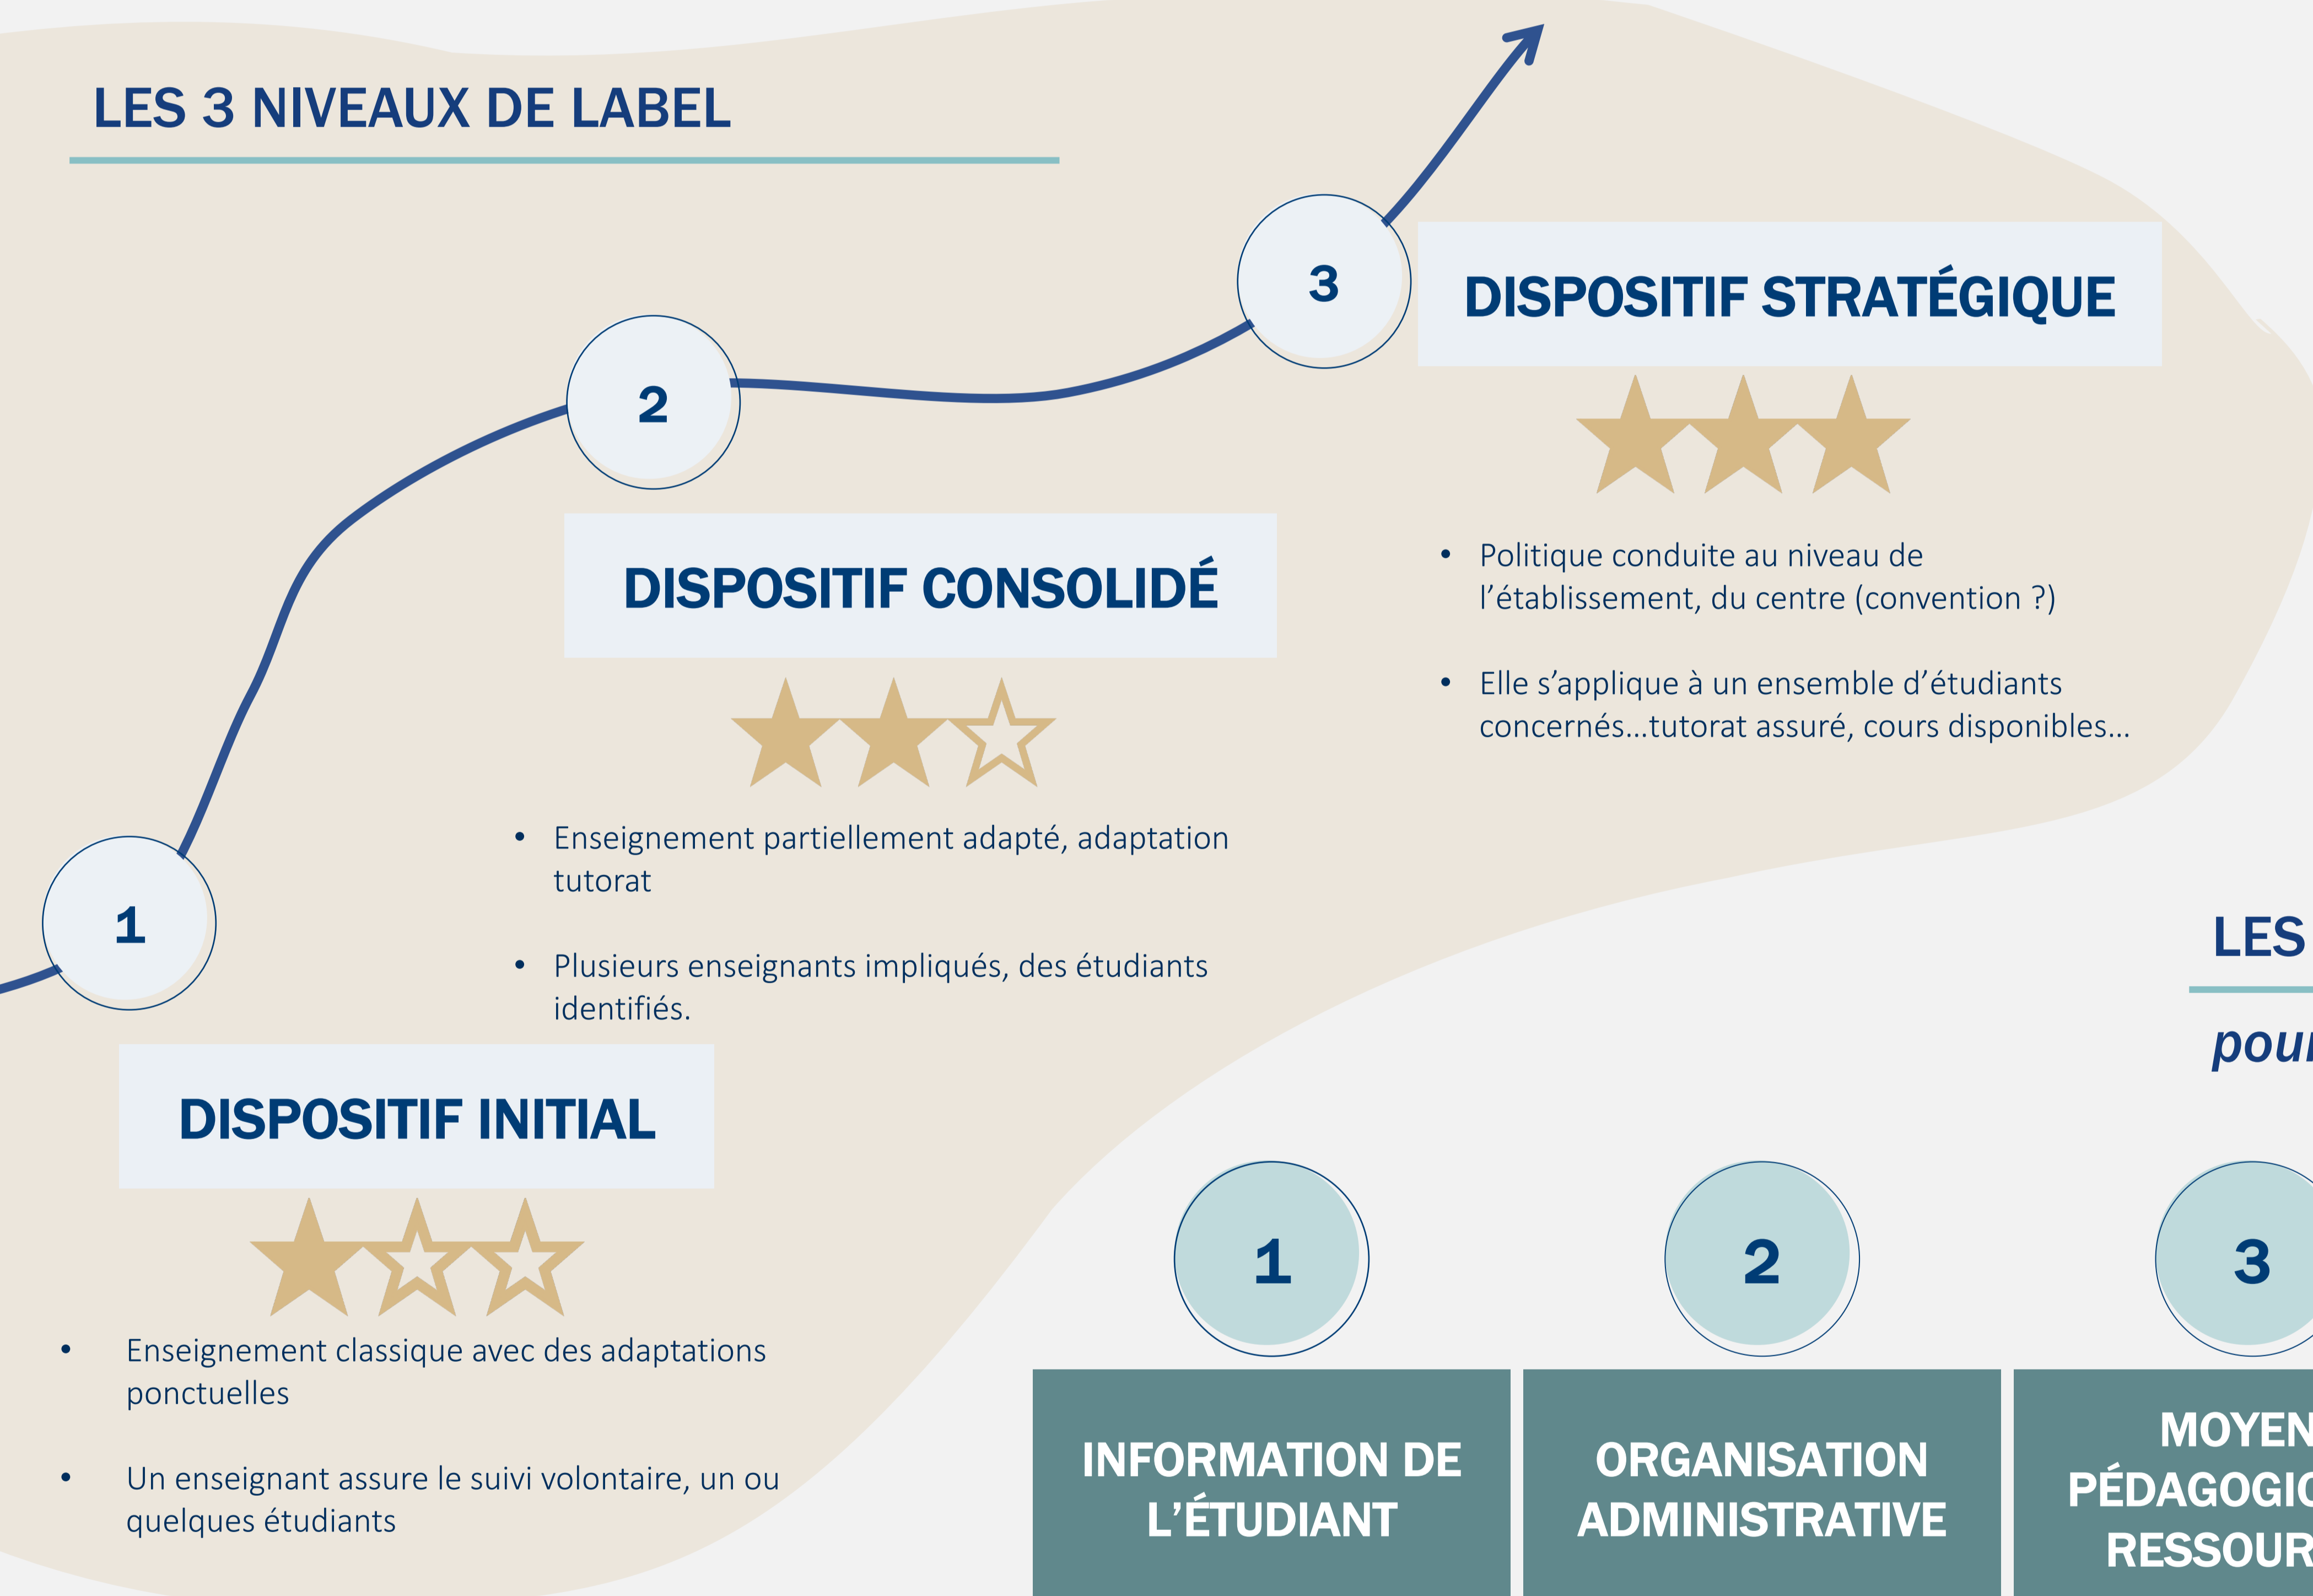 LES 3 NIVEAUX DE LABEL
3
DISPOSITIF STRATÉGIQUE
• Politique conduite au niveau de
l’établissement, du centre (convention ?)
• Elle s’applique à un ensemble d’étudiants
concernés...tutorat assuré, cours disponibles...
2
DISPOSITIF CONSOLIDÉ
• Enseignement partiellement adapté, adaptation
tutorat
• Plusieurs enseignants impliqués, des étudiants
identifiés.
1
DISPOSITIF INITIAL
• Enseignement classique avec des adaptations
ponctuelles
• Un enseignant assure le suivi volontaire, un ou
quelques étudiants
LES
1
INFORMATION DE
L’ÉTUDIANT
2
ORGANISATION
ADMINISTRATIVE
3